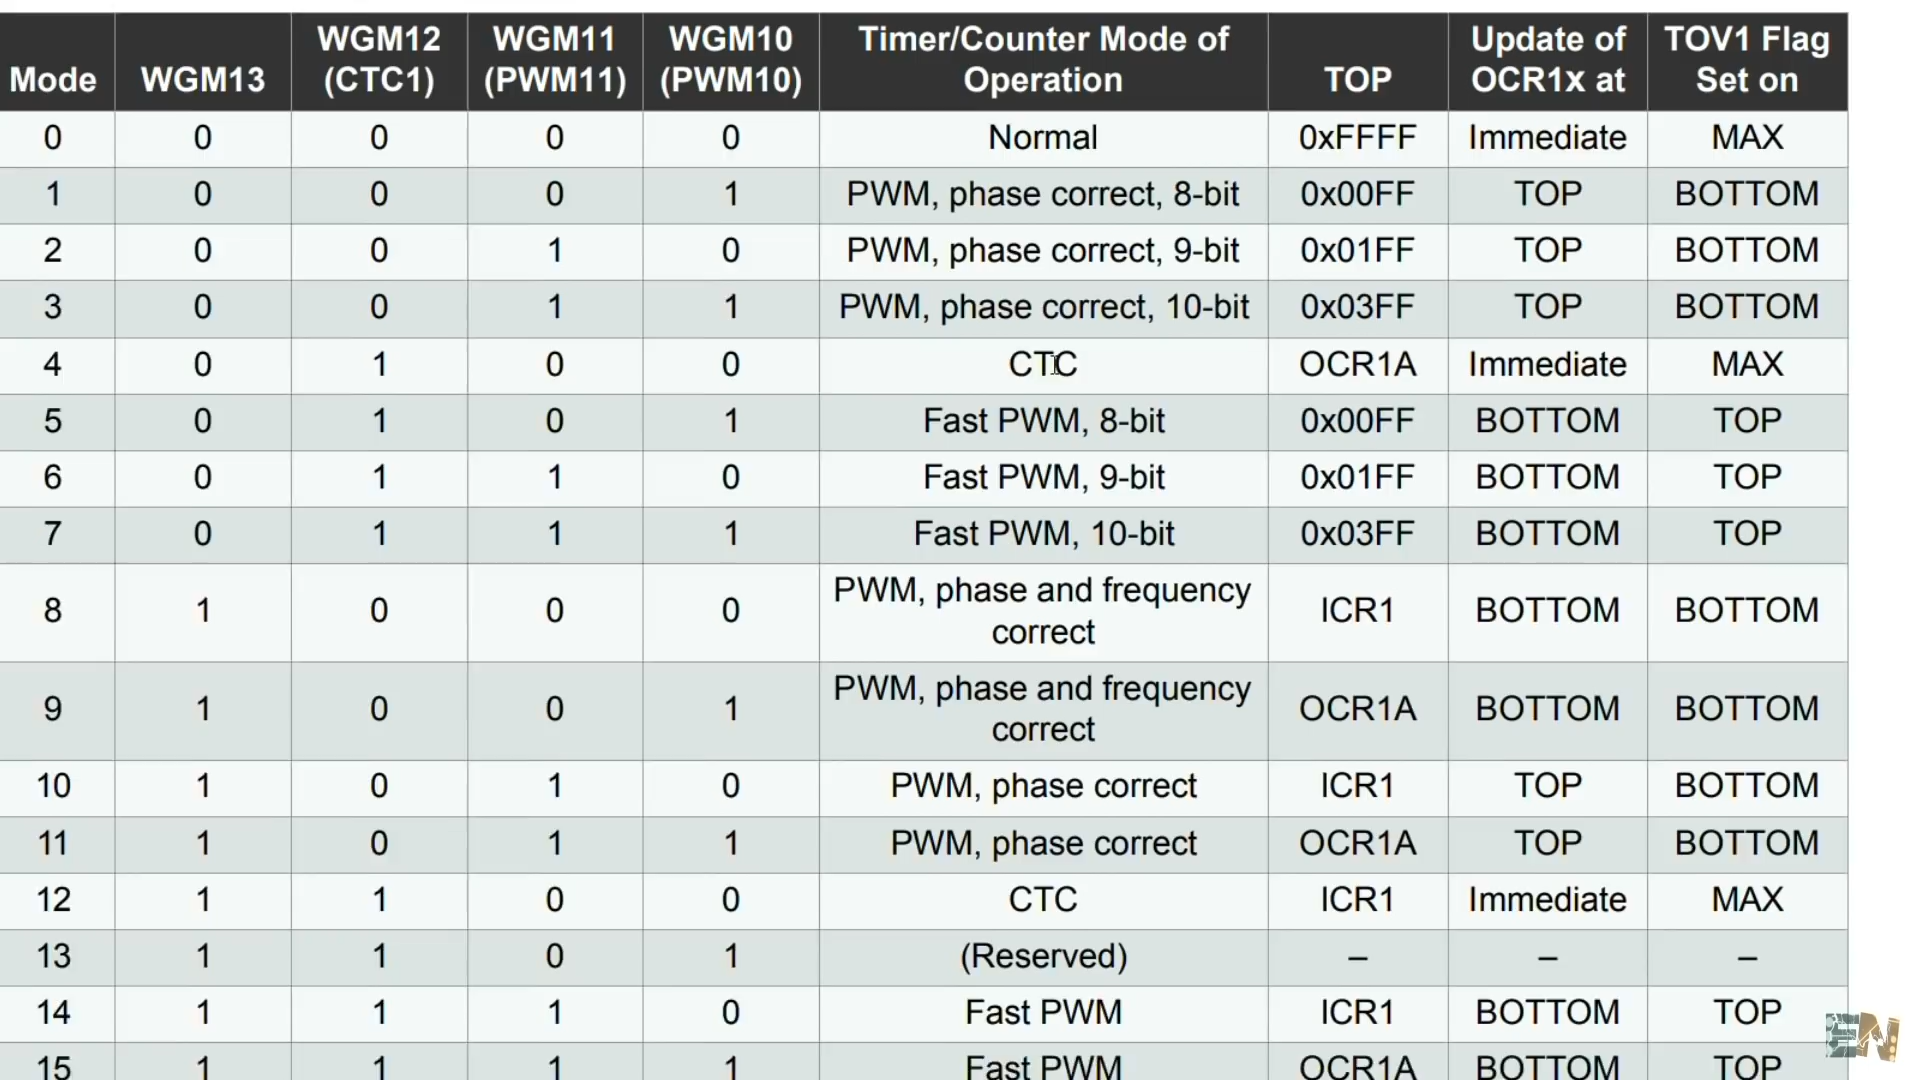 Mode WGM13 WGM12 (CTC1) WGM11 (PWM11) WGM10 (PWM10) Timer/Counter Mode of Operation TOP Update of OCR1x at TOV1 Flag Set on
0 0 0 0 0 Normal 0xFFFF Immediate MAX
1 0 0 0 1 PWM, phase correct, 8-bit 0x00FF TOP BOTTOM
2 0 0 1 0 PWM, phase correct, 9-bit 0x01FF TOP BOTTOM
3 0 0 1 1 PWM, phase correct, 10-bit 0x03FF TOP BOTTOM
4 0 1 0 0 CTC OCR1A Immediate MAX
5 0 1 0 1 Fast PWM, 8-bit 0x00FF BOTTOM TOP
6 0 1 1 0 Fast PWM, 9-bit 0x01FF BOTTOM TOP
7 0 1 1 1 Fast PWM, 10-bit 0x03FF BOTTOM TOP
8 1 0 0 0 PWM, phase and frequency correct ICR1 BOTTOM BOTTOM
9 1 0 0 1 PWM, phase and frequency correct OCR1A BOTTOM BOTTOM
10 1 0 1 0 PWM, phase correct ICR1 TOP BOTTOM
11 1 0 1 1 PWM, phase correct OCR1A TOP BOTTOM
12 1 1 0 0 CTC ICR1 Immediate MAX
13 1 1 0 1 (Reserved) – – –
14 1 1 1 0 Fast PWM ICR1 BOTTOM TOP
15 1 1 1 1 Fast PWM OCR1A BOTTOM TOP
EN